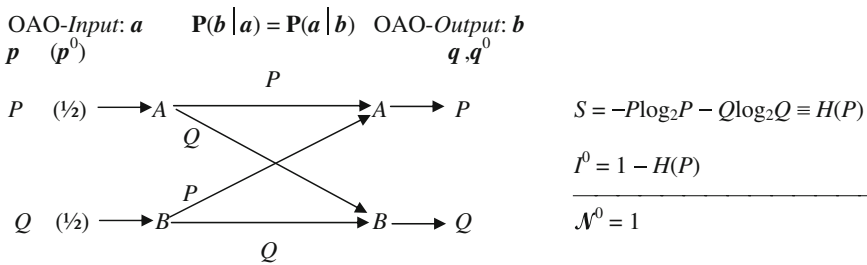 OAO-Input: a P(b | a) = P(a | b) OAO-Output: b
p (p⁰) q ,q⁰
P
P (½) A A P S = −Plog₂P − Qlog₂Q ≡ H(P)
Q
I⁰ = 1 − H(P)
P
Q (½) B B Q 𝒩⁰ = 1
Q